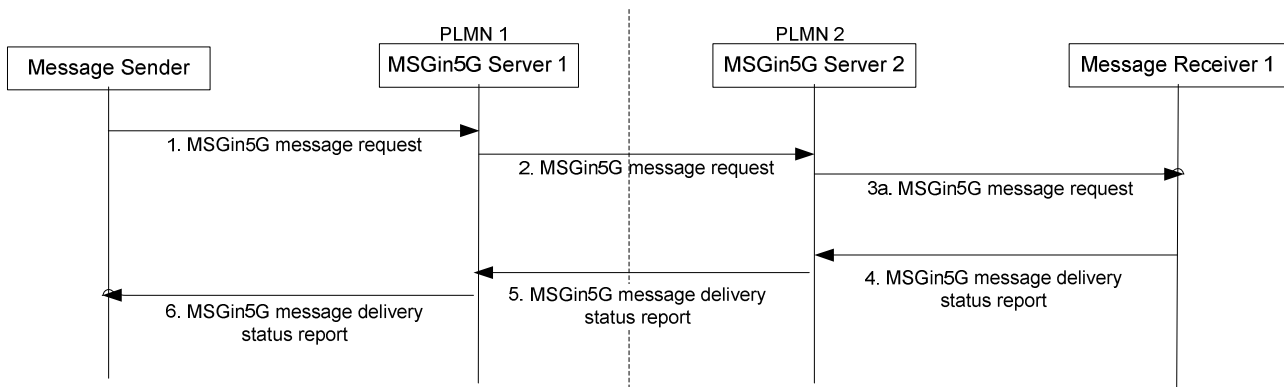 PLMN 1
PLMN 2
Message Sender
MSGin5G Server 1
MSGin5G Server 2
Message Receiver 1
1. MSGin5G message request
2. MSGin5G message request
3a. MSGin5G message request
4. MSGin5G message delivery
status report
5. MSGin5G message delivery
status report
6. MSGin5G message delivery
status report